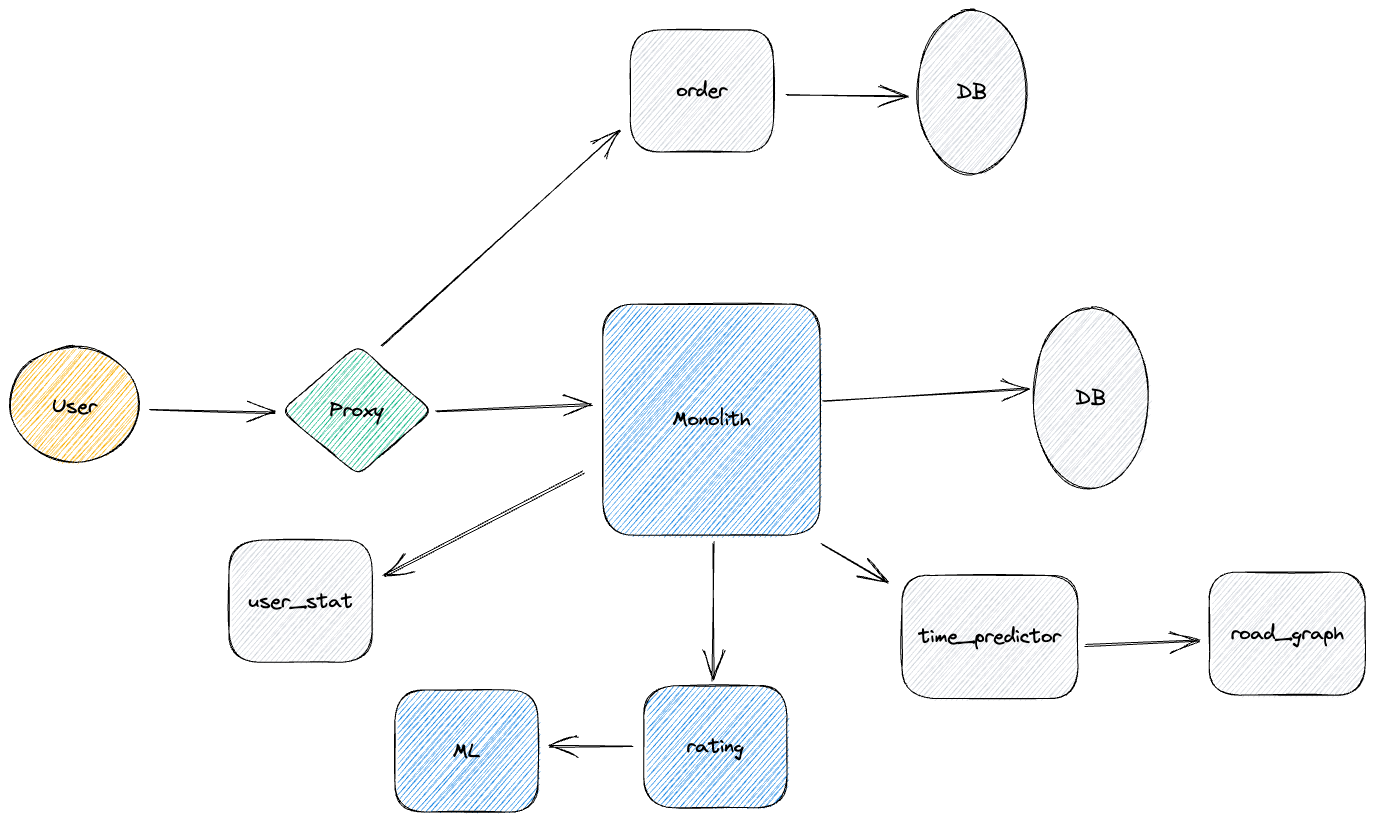 order
DB
User
Proxy
Monolith
DB
user_stat
time_predictor
road_graph
ML
rating